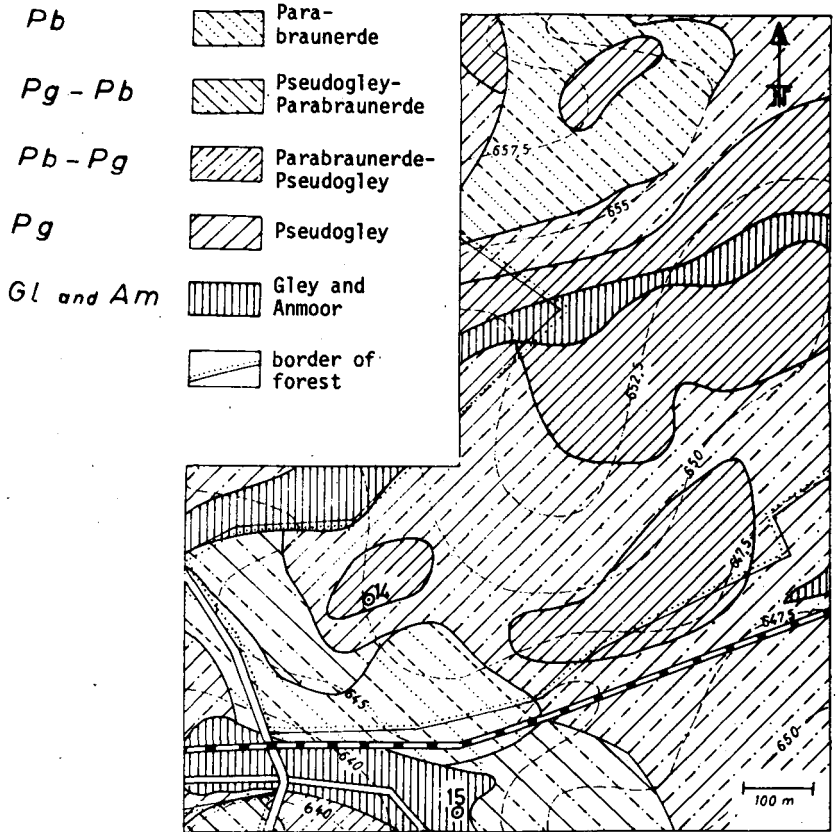 Pb
Para-
braunerde
Pg - Pb
Pseudogley-
Parabraunerde
Pb - Pg
Parabraunerde-
Pseudogley
Pg
Pseudogley
Gl and Am
Gley and
Anmoor
border of
forest
N
657.5
655
652.5
650
647.5
14
647.5
645
640
650
15
640
100 m